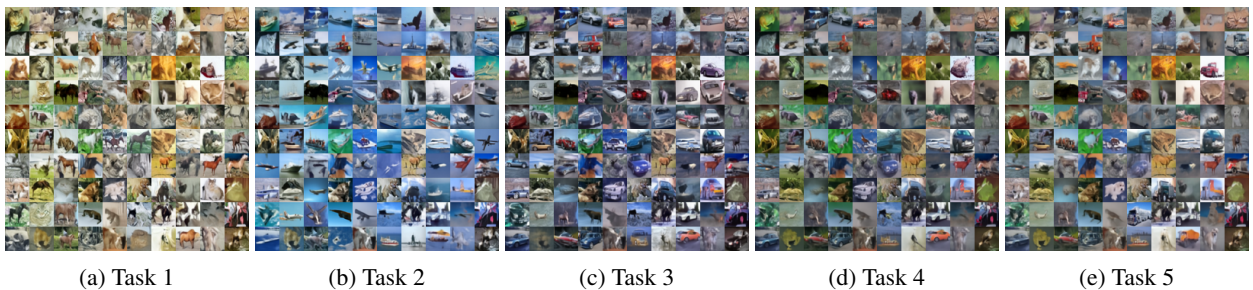 (a) Task 1
(b) Task 2
(c) Task 3
(d) Task 4
(e) Task 5